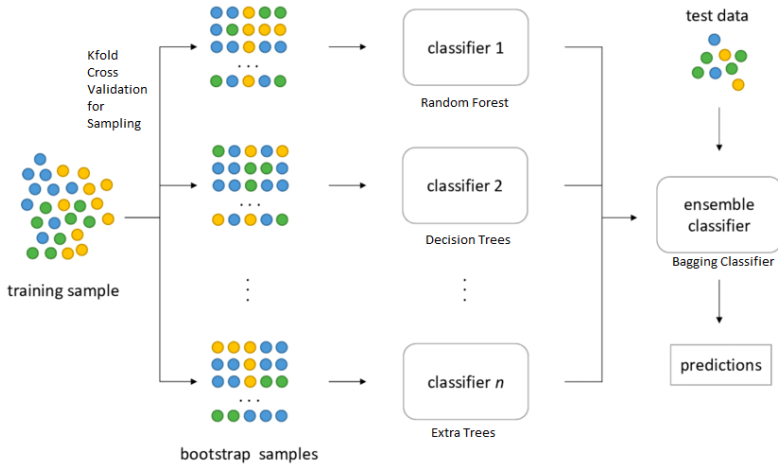 Kfold
Cross
Validation
for
Sampling
training sample
...
...
...
bootstrap samples
classifier 1
Random Forest
classifier 2
Decision Trees
classifier n
Extra Trees
test data
ensemble
classifier
Bagging Classifier
predictions